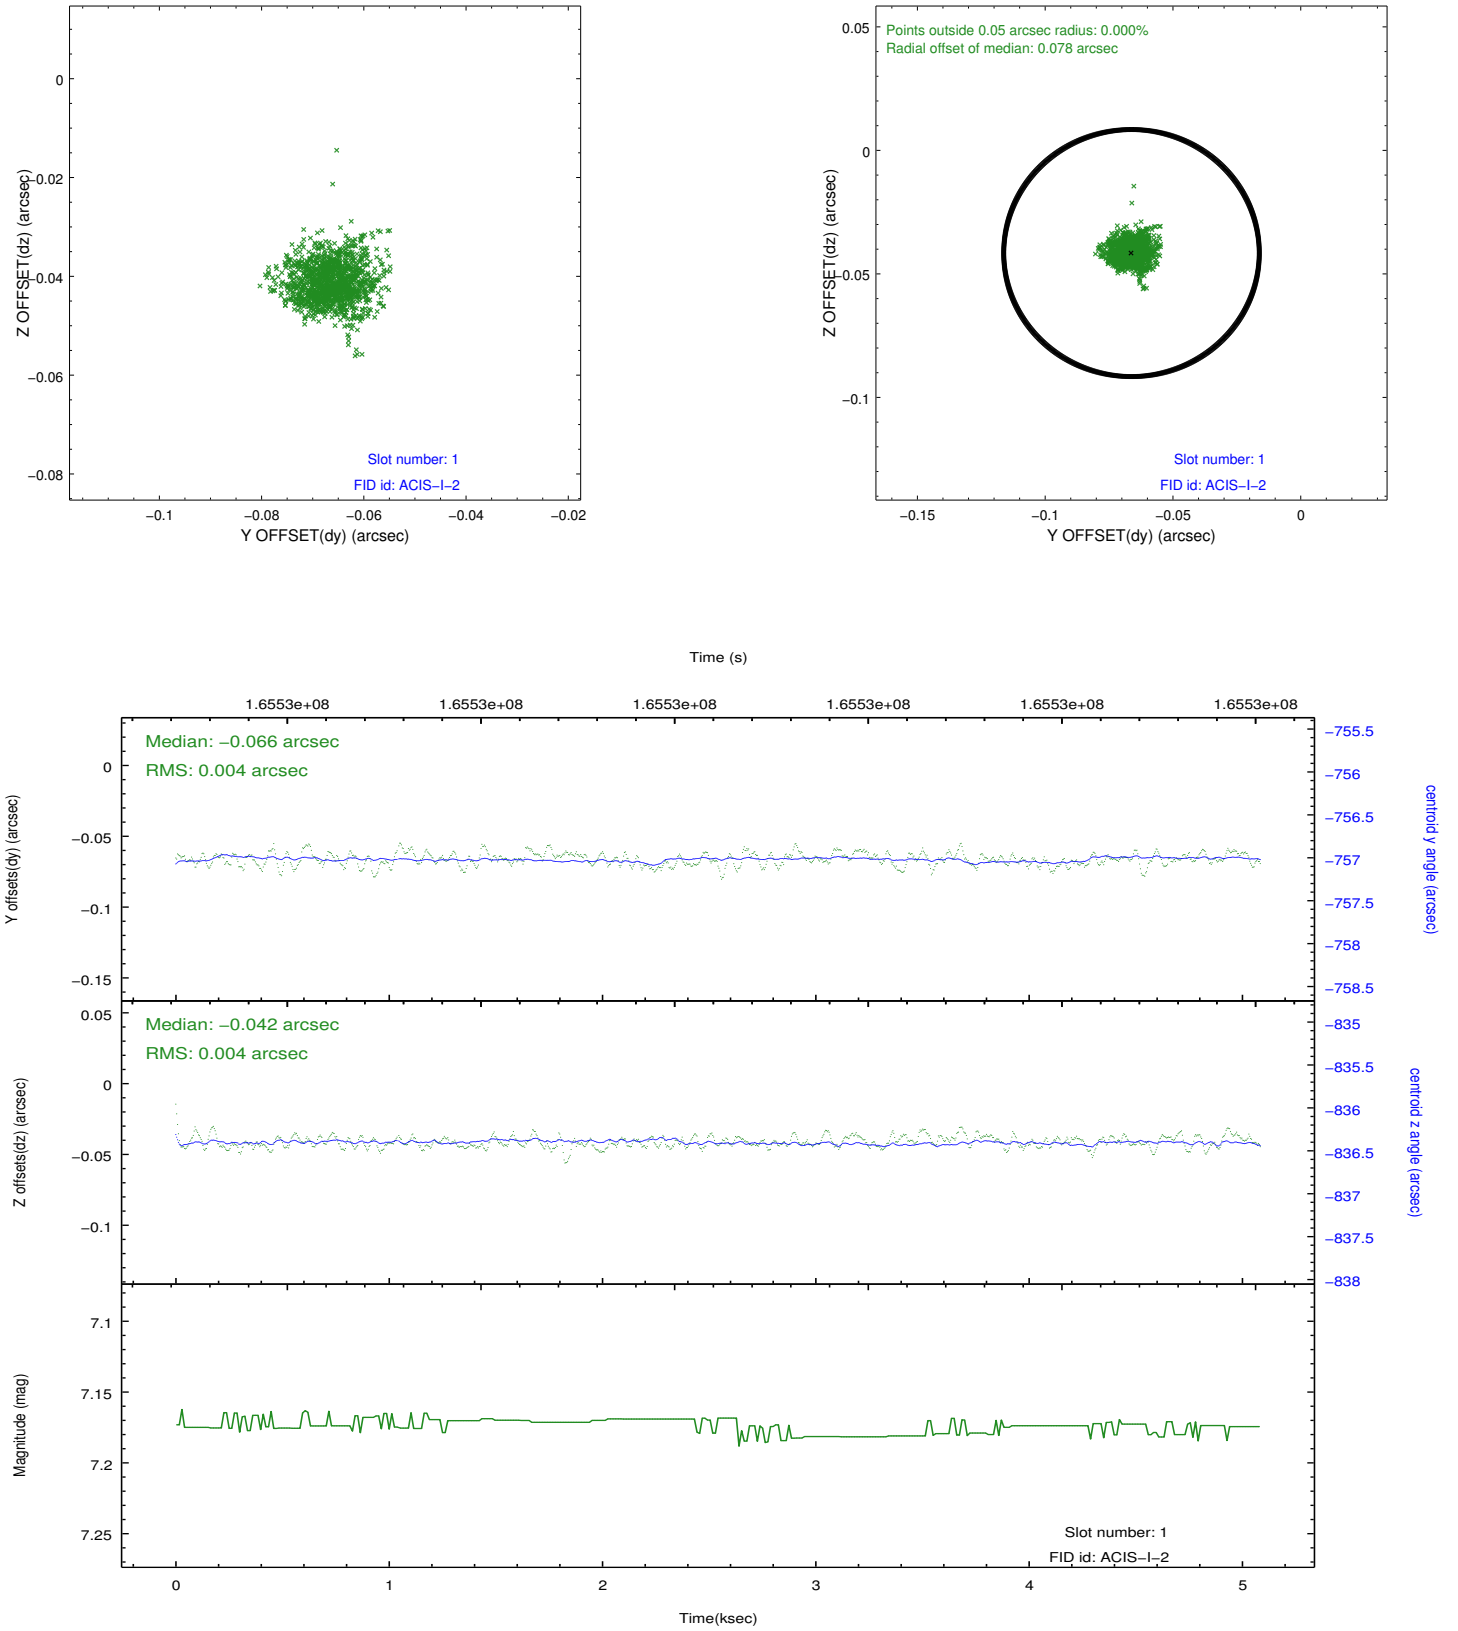 0
−0.02
−0.04
−0.06
−0.08
Z OFFSET(dz) (arcsec)
Slot number: 1
FID id: ACIS−I−2
−0.1
−0.08
−0.06
−0.04
−0.02
Y OFFSET(dy) (arcsec)
Points outside 0.05 arcsec radius: 0.000%
Radial offset of median: 0.078 arcsec
0.05
0
−0.05
−0.1
Z OFFSET(dz) (arcsec)
Slot number: 1
FID id: ACIS−I−2
−0.15
−0.1
−0.05
0
Y OFFSET(dy) (arcsec)
Time (s)
1.6553e+08
1.6553e+08
1.6553e+08
1.6553e+08
1.6553e+08
1.6553e+08
Median: −0.066 arcsec
RMS: 0.004 arcsec
0
−0.05
−0.1
−0.15
Y offsets(dy) (arcsec)
−755.5
−756
−756.5
−757
−757.5
−758
−758.5
centroid y angle (arcsec)
Median: −0.042 arcsec
RMS: 0.004 arcsec
0.05
0
−0.05
−0.1
Z offsets(dz) (arcsec)
−835
−835.5
−836
−836.5
−837
−837.5
−838
centroid z angle (arcsec)
7.1
7.15
7.2
7.25
Magnitude (mag)
Slot number: 1
FID id: ACIS−I−2
0
1
2
3
4
5
Time(ksec)